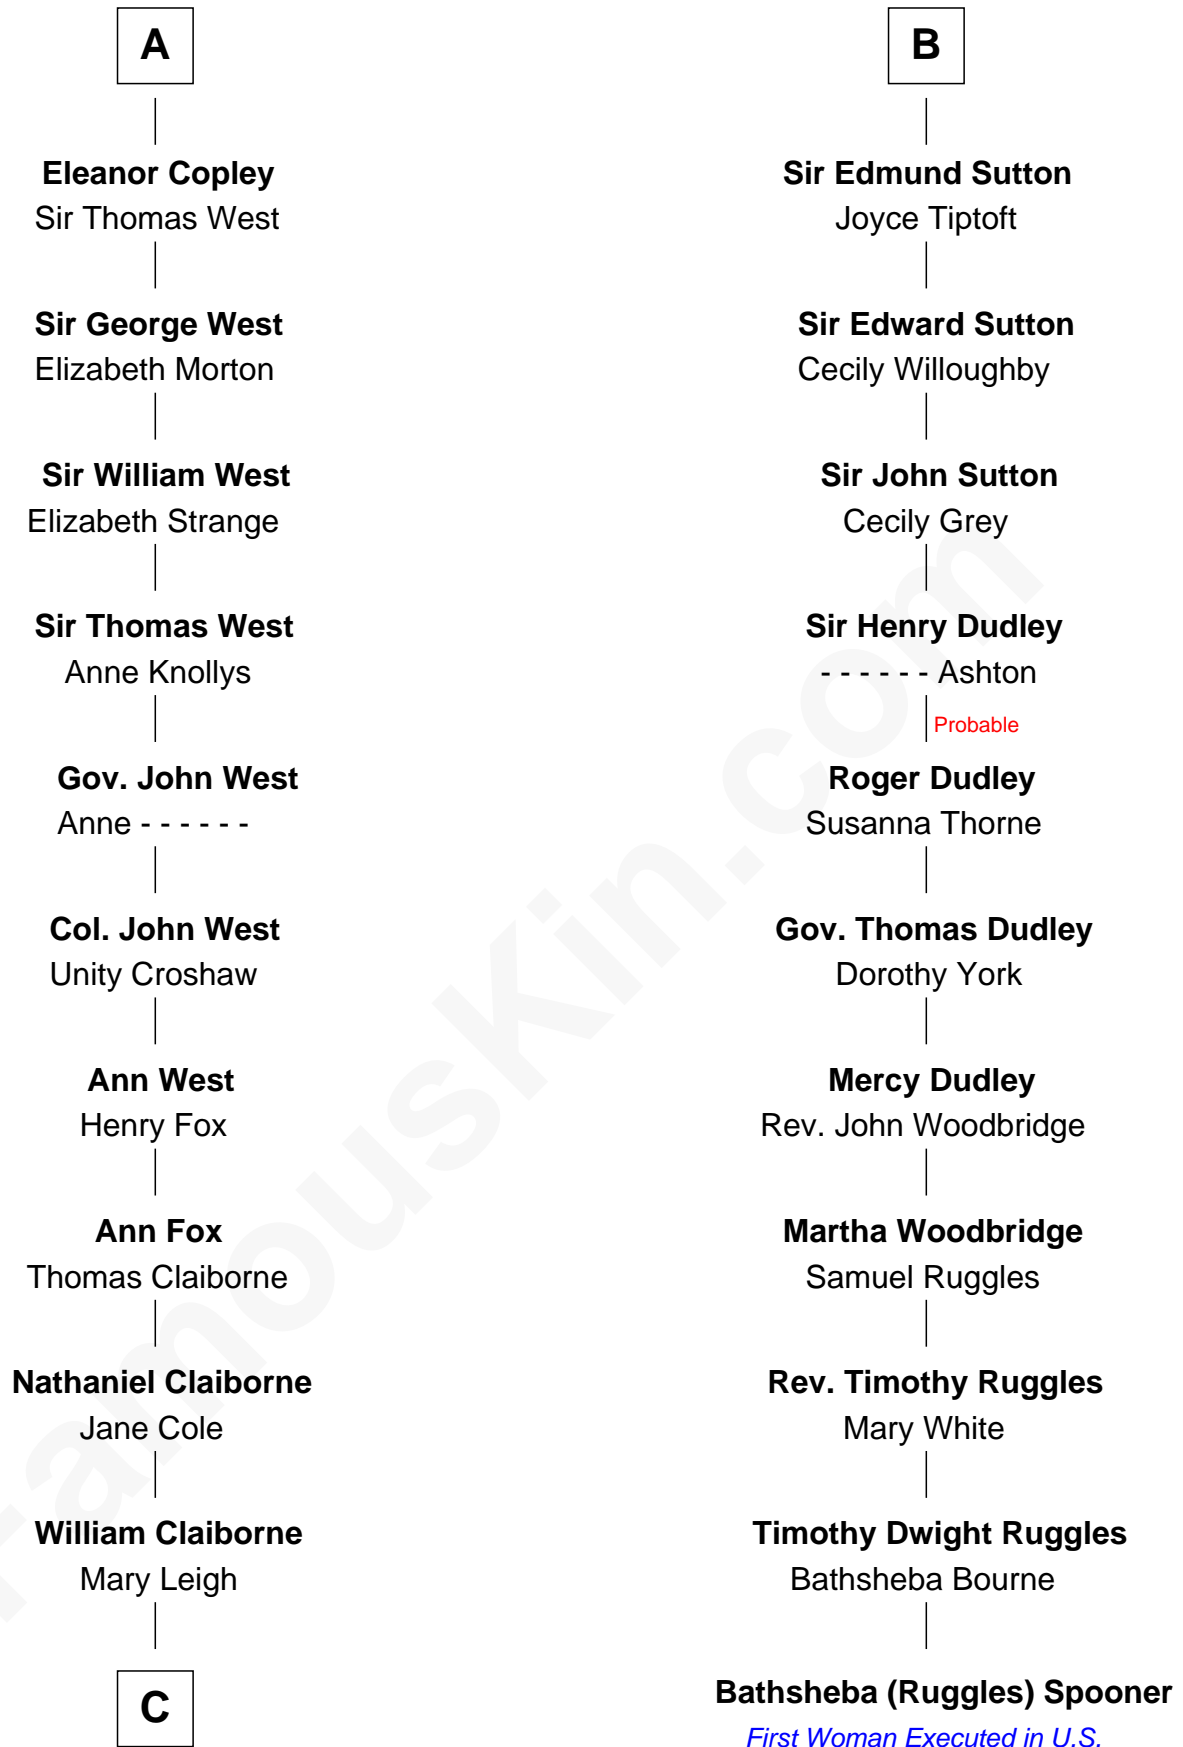 A
Eleanor Copley
Sir Thomas West
Sir George West
Elizabeth Morton
Sir William West
Elizabeth Strange
Sir Thomas West
Anne Knollys
Gov. John West
Anne - - - - - -
Col. John West
Unity Croshaw
Ann West
Henry Fox
Ann Fox
Thomas Claiborne
Nathaniel Claiborne
Jane Cole
William Claiborne
Mary Leigh
C
B
Sir Edmund Sutton
Joyce Tiptoft
Sir Edward Sutton
Cecily Willoughby
Sir John Sutton
Cecily Grey
Sir Henry Dudley
- - - - - - Ashton
Probable
Roger Dudley
Susanna Thorne
Gov. Thomas Dudley
Dorothy York
Mercy Dudley
Rev. John Woodbridge
Martha Woodbridge
Samuel Ruggles
Rev. Timothy Ruggles
Mary White
Timothy Dwight Ruggles
Bathsheba Bourne
Bathsheba (Ruggles) Spooner
First Woman Executed in U.S.
FamousKin.com